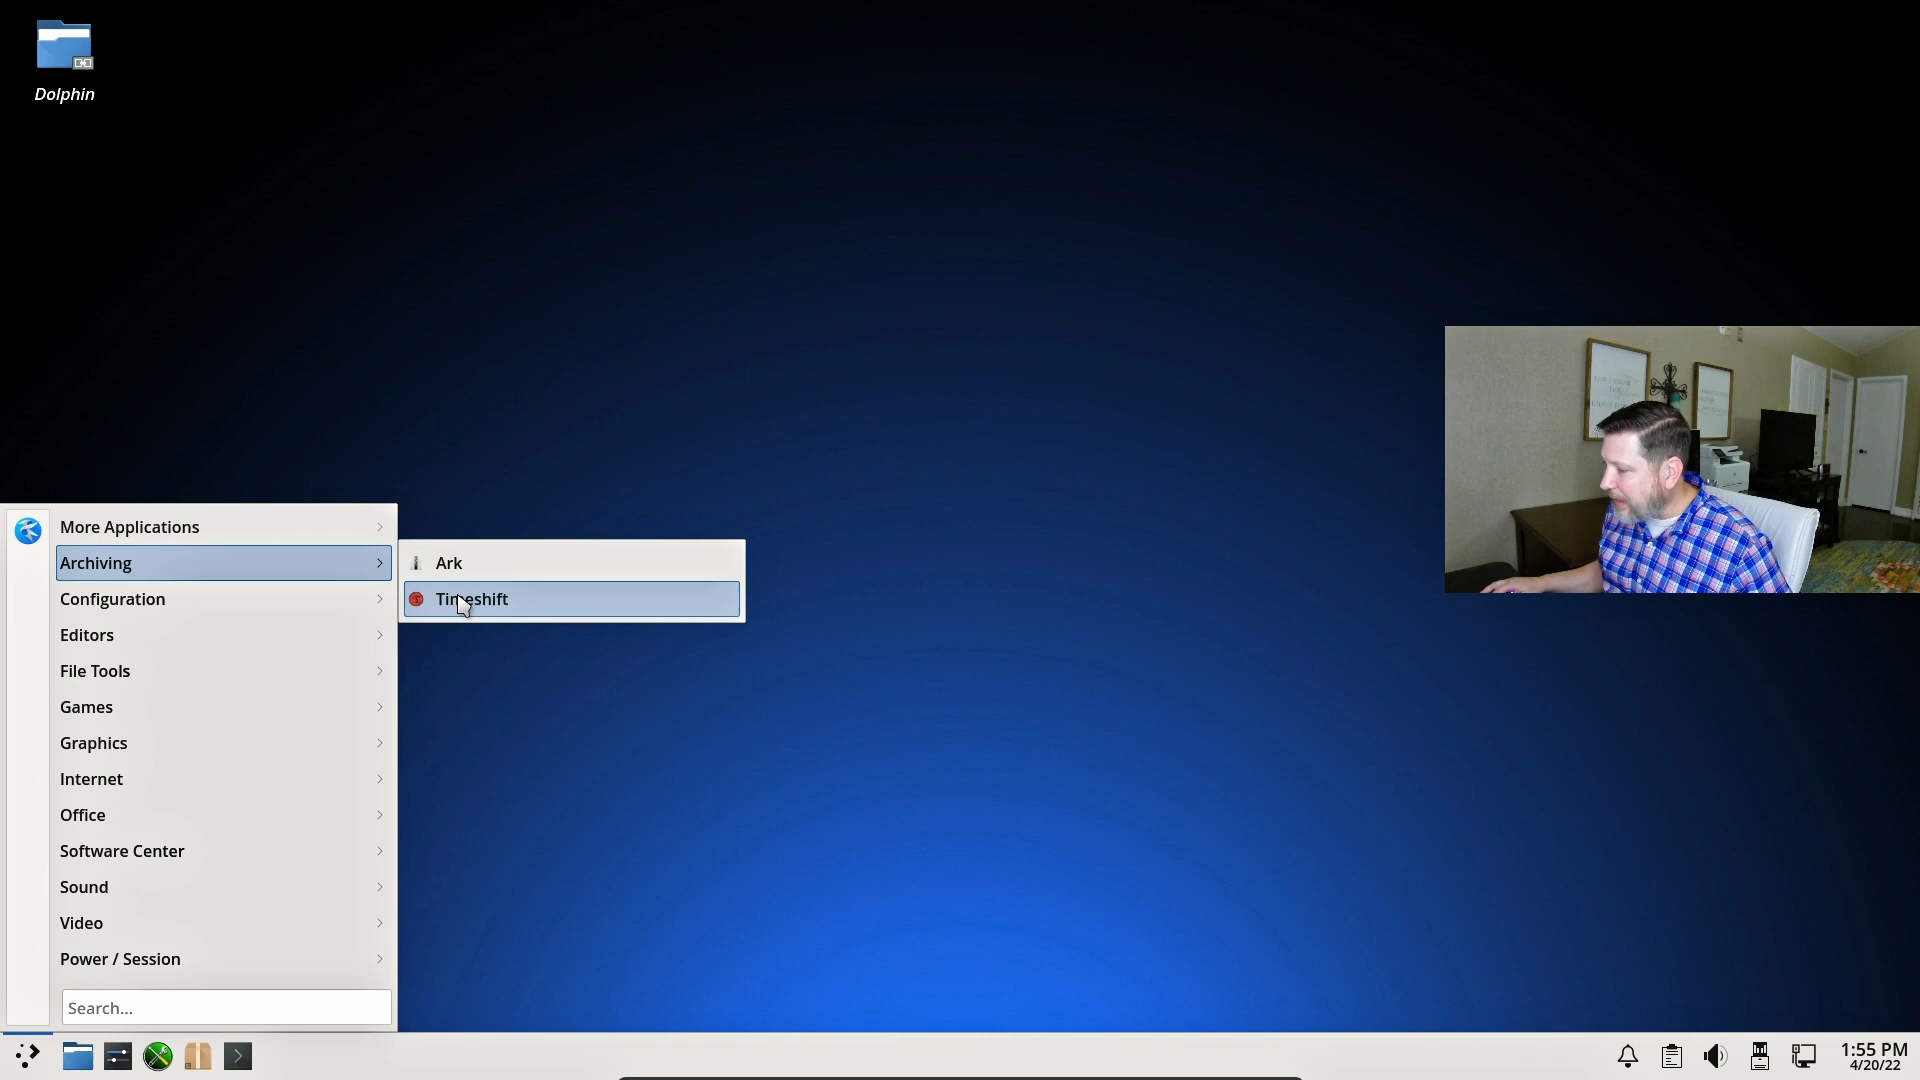 Dolphin
More Applications
Archiving
Configuration
Editors
File Tools
Games
Graphics
Internet
Office
Software Center
Sound
Video
Power / Session
Search...
Ark
Timeshift
1:55 PM
4/20/22